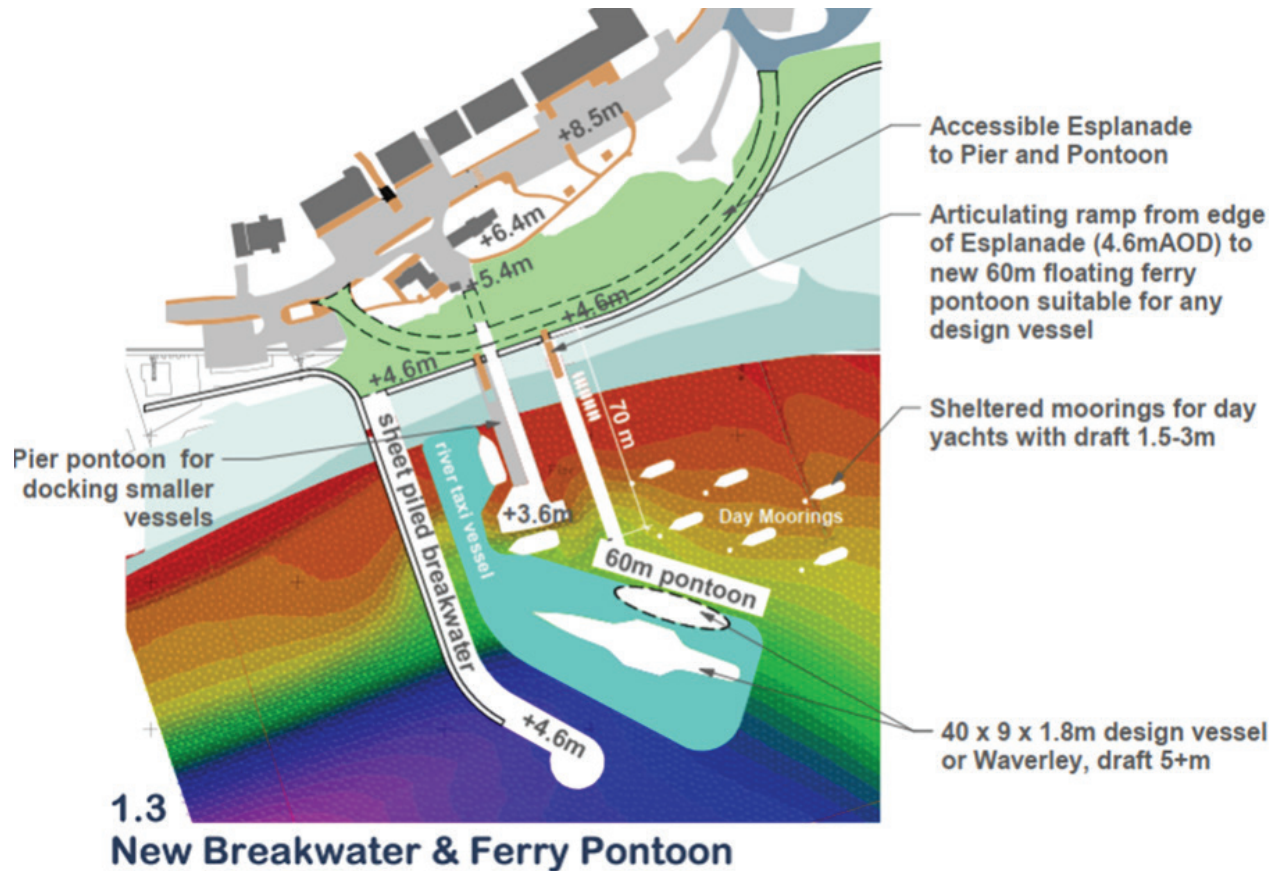 +8.5m
Accessible Esplanade
to Pier and Pontoon
Articulating ramp from edge
of Esplanade (4.6mAOD) to
new 60m floating ferry
pontoon suitable for any
design vessel
+6.4m
+5.4m
+4.6m
+4.6m
70 m
Sheltered moorings for day
yachts with draft 1.5-3m
Pier pontoon for
docking smaller
vessels
sheet piled breakwater
river taxi vessel
+3.6m
Day Moorings
60m pontoon
+4.6m
40 x 9 x 1.8m design vessel
or Waverley, draft 5+m
1.3
New Breakwater & Ferry Pontoon